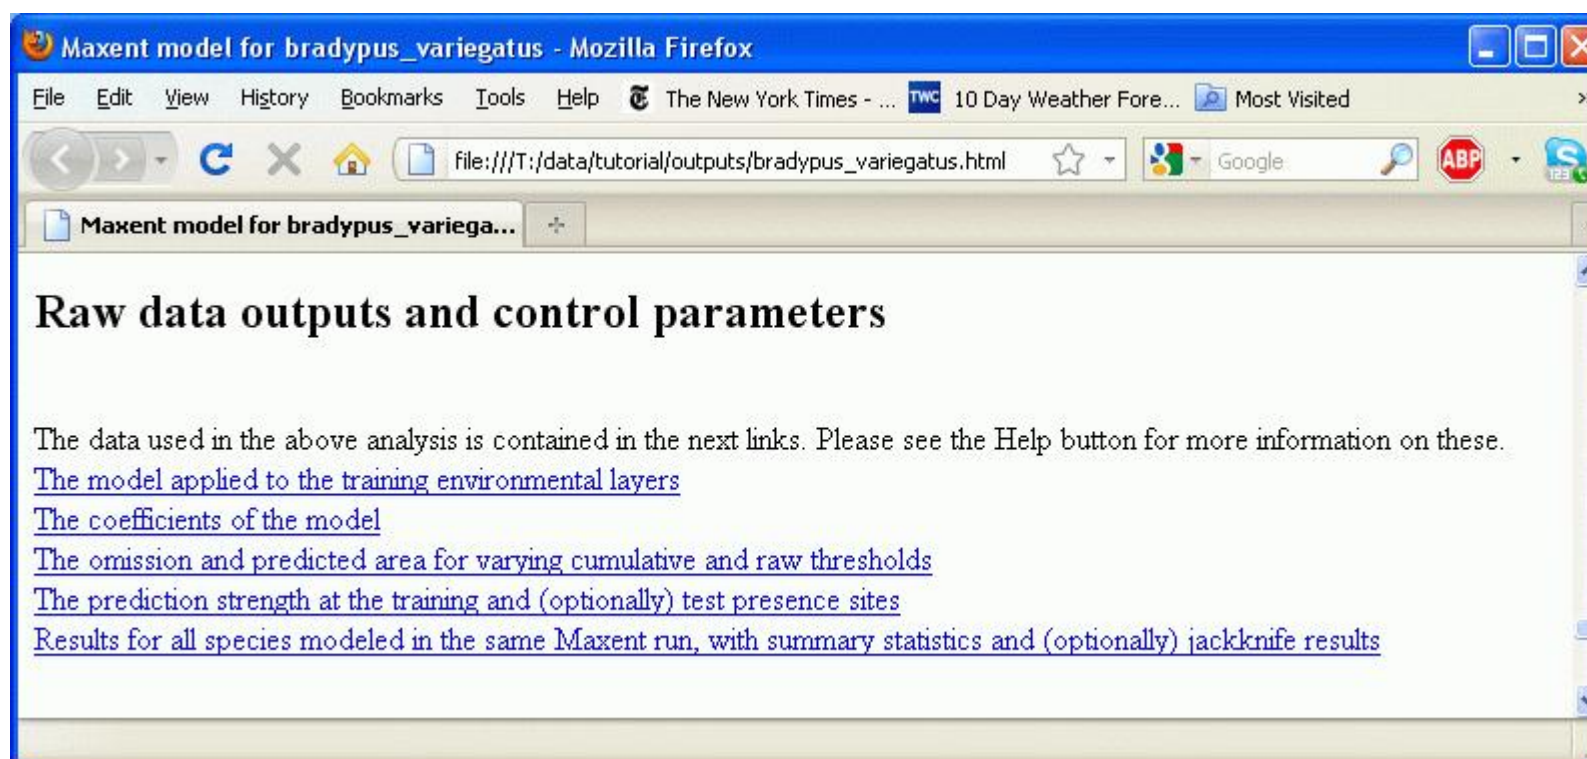 Maxent model for bradypus_variegatus - Mozilla Firefox
File Edit View History Bookmarks Tools Help The New York Times - ... TWC 10 Day Weather Fore... Most Visited »
file:///T:/data/tutorial/outputs/bradypus_variegatus.html Google ABP S 123
Maxent model for bradypus_variega...
Raw data outputs and control parameters
The data used in the above analysis is contained in the next links. Please see the Help button for more information on these.
The model applied to the training environmental layers
The coefficients of the model
The omission and predicted area for varying cumulative and raw thresholds
The prediction strength at the training and (optionally) test presence sites
Results for all species modeled in the same Maxent run, with summary statistics and (optionally) jackknife results